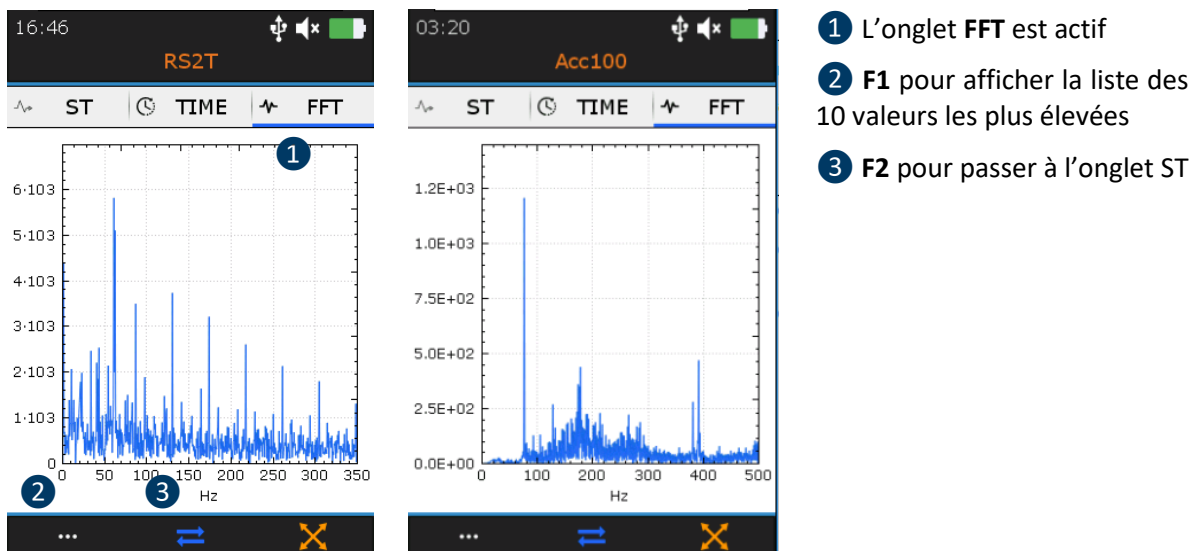 16:46
RS2T
ST TIME FFT
1
6·103
5·103
4·103
3·103
2·103
1·103
0
0 50 100 150 200 250 300 350
Hz
2
3
...
03:20
Acc100
ST TIME FFT
1.2E+03
1.0E+03
7.5E+02
5.0E+02
2.5E+02
0.0E+00
0 100 200 300 400 500
Hz
...
1 L’onglet FFT est actif
2 F1 pour afficher la liste des
10 valeurs les plus élevées
3 F2 pour passer à l’onglet ST